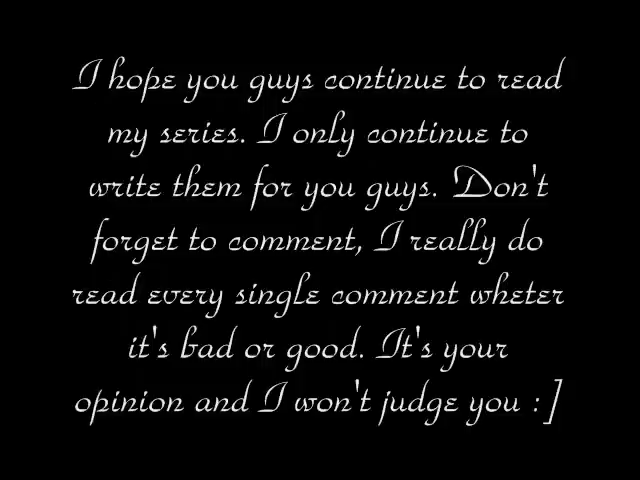 I hope you guys continue to read
my series. I only continue to
write them for you guys. Don't
forget to comment, I really do
read every single comment wheter
it's bad or good. It's your
opinion and I won't judge you :]